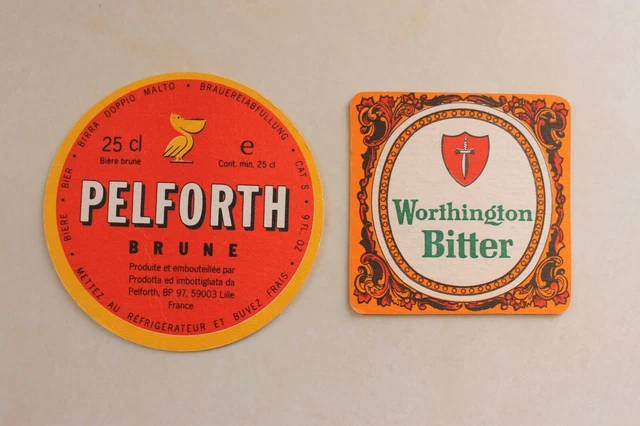 BIERE • BIER • BIRRA DOPPIO MALTO • BRAUEREIABFÜLLUNG • CAT S • 9 FL OZ
25 cl
Bière brune
e
Cont. min. 25 cl
PELFORTH
BRUNE
Produite et embouteillée par
Prodotta ed imbottigliata da
Pelforth, BP 97, 59003 Lille
France
METTEZ AU RÉFRIGÉRATEUR ET BUVEZ FRAIS
Worthington
Bitter